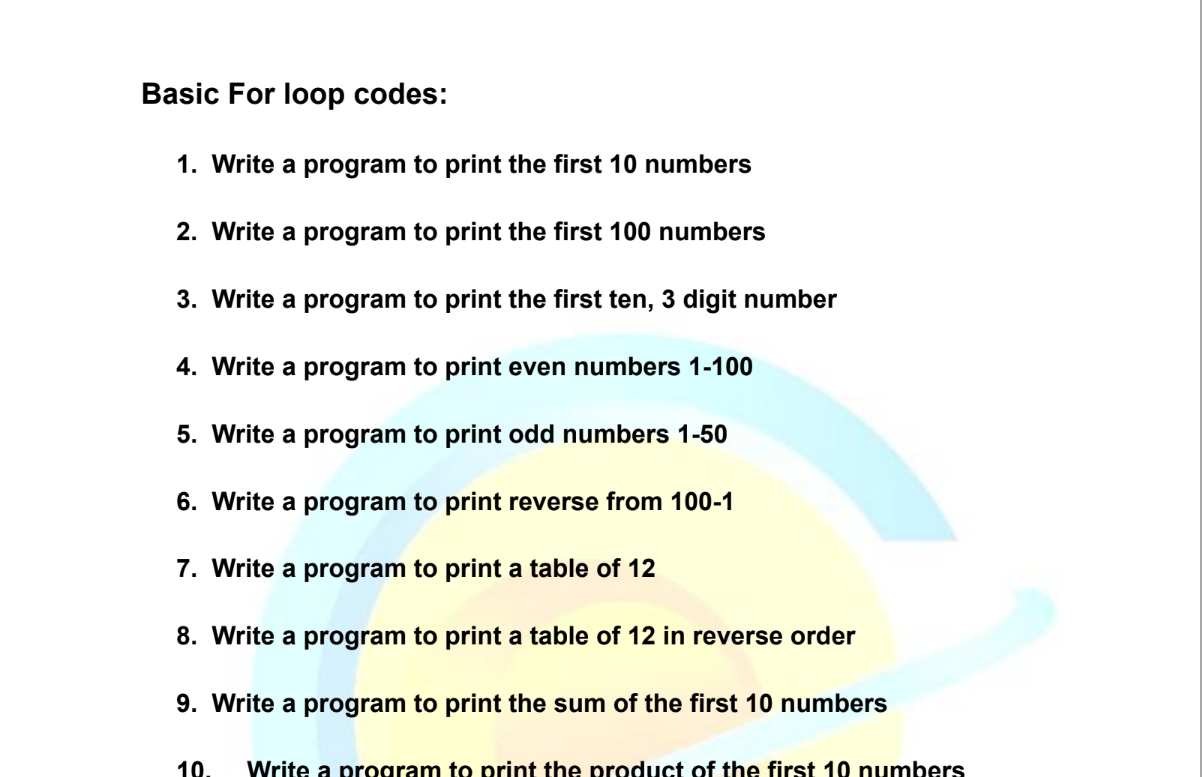 Basic For loop codes:
1. Write a program to print the first 10 numbers
2. Write a program to print the first 100 numbers
3. Write a program to print the first ten, 3 digit number
4. Write a program to print even numbers 1-100
5. Write a program to print odd numbers 1-50
6. Write a program to print reverse from 100-1
7. Write a program to print a table of 12
8. Write a program to print a table of 12 in reverse order
9. Write a program to print the sum of the first 10 numbers
10. Write a program to print the product of the first 10 numbers